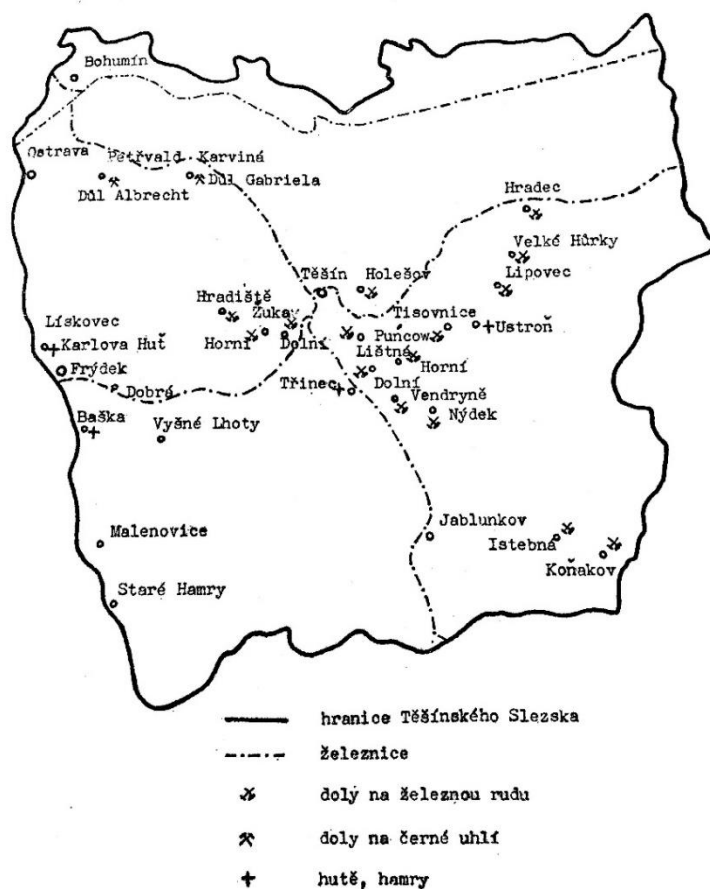 Bohumín
Ostrava
Petřvald
Karviná
Důl Albrecht
Důl Gabriela
Hradec
Velké Hůrky
Lipovec
Těšín
Holešov
Hradiště
Žukov
Horní
Dolní
Tisovnice
Puncow
Ustroň
Lískovec
Karlova Huť
Lištná
Horní
Frýdek
Dobrá
Třinec
Dolní
Vendryně
Nýdek
Baška
Vyšné Lhoty
Malenovice
Jablunkov
Istebná
Koňakov
Staré Hamry
hranice Těšínského Slezska
železnice
doly na železnou rudu
doly na černé uhlí
hutě, hamry